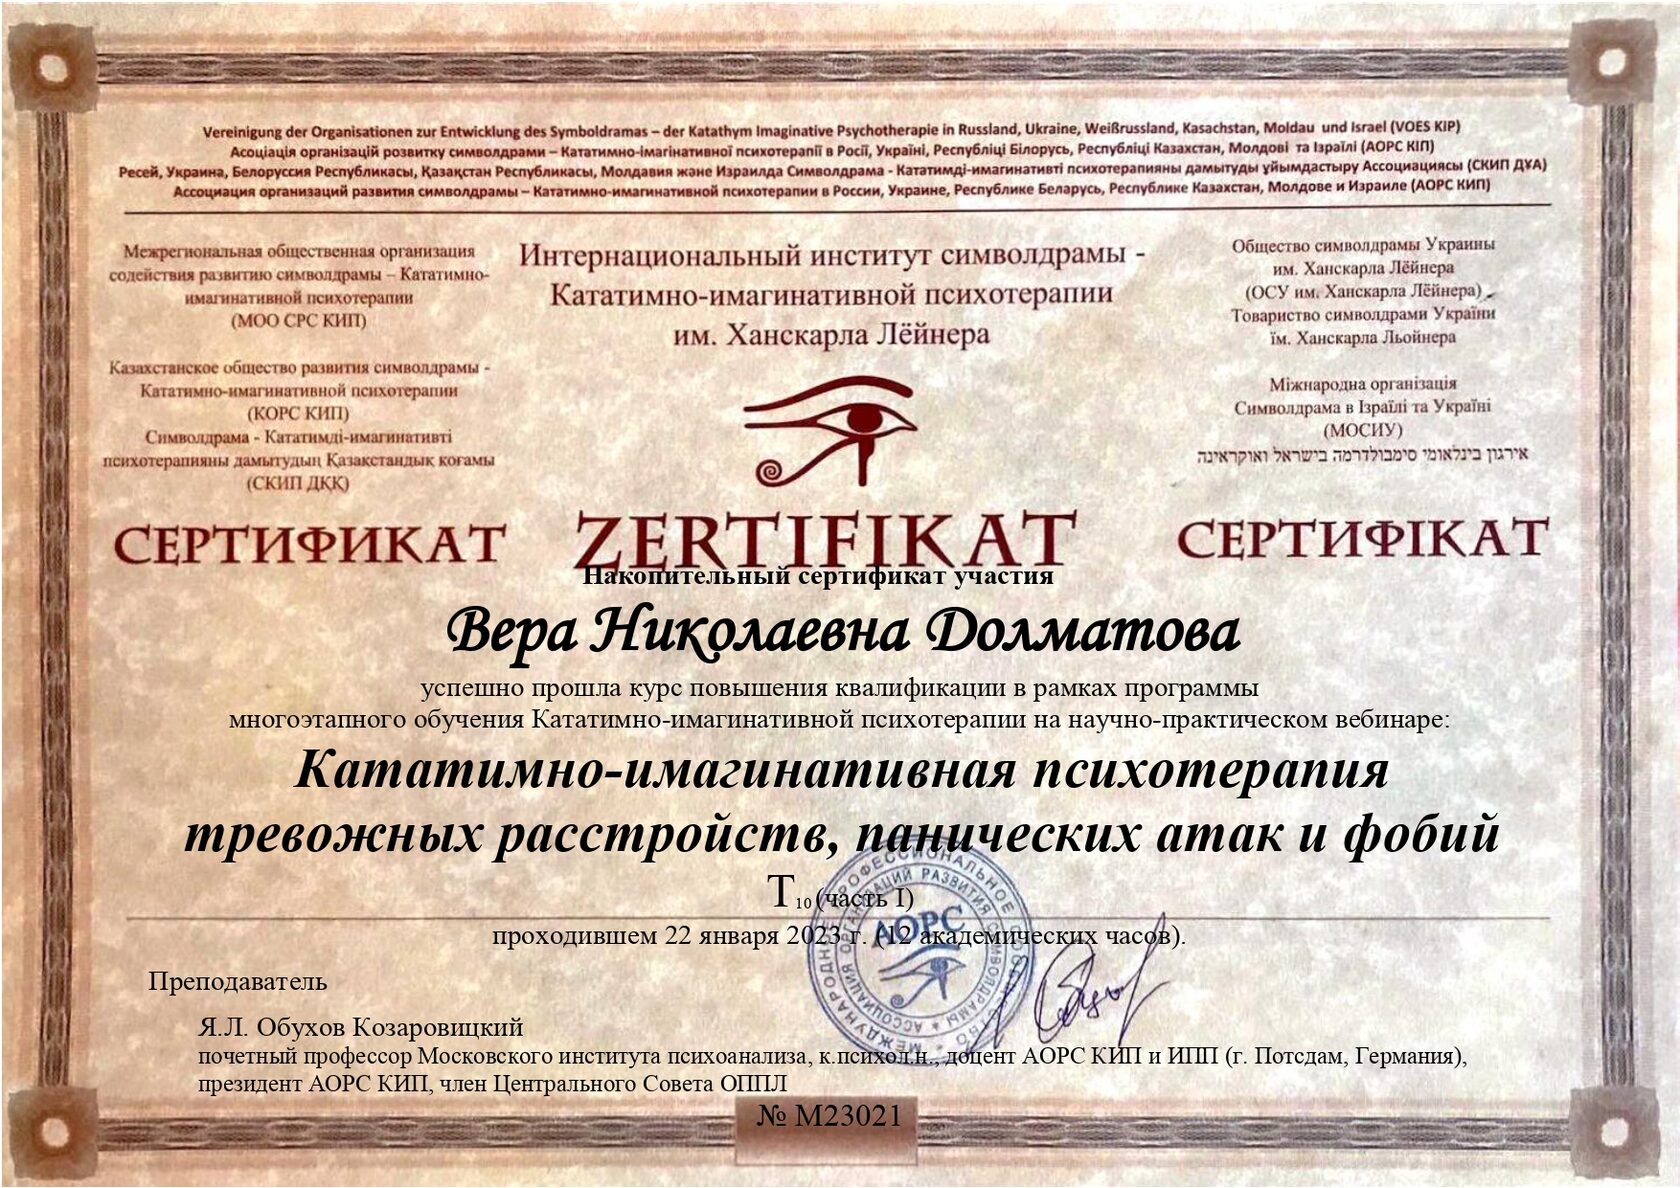 Vereinigung der Organisationen zur Entwicklung des Symboldramas – der Katathym Imaginative Psychotherapie in Russland, Ukraine, Weißrussland, Kasachstan, Moldau und Israel (VOES KIP)
Асоціація організацій розвитку символдрами – Кататимно-імагінативної психотерапії в Росії, Україні, Республіці Білорусь, Республіці Казахстан, Молдові та Ізраїлі (АОРС КІП)
Ресей, Украина, Белоруссия Республикасы, Қазақстан Республикасы, Молдавия және Израилда Символдрама - Кататимді-имагинативті психотерапияны дамытуды ұйымдастыру Ассоциациясы (СКИП ДҰА)
Ассоциация организаций развития символдрамы – Кататимно-имагинативной психотерапии в России, Украине, Республике Беларусь, Республике Казахстан, Молдове и Израиле (АОРС КИП)
Межрегиональная общественная организация
содействия развитию символдрамы – Кататимно-
имагинативной психотерапии
(МОО СРС КИП)
Казахстанское общество развития символдрамы -
Кататимно-имагинативной психотерапии
(КОРС КИП)
Символдрама - Кататимді-имагинативті
психотерапияны дамытудың Қазақстандық коғамы
(СКИП ДҚҚ)
Интернациональный институт символдрамы -
Кататимно-имагинативной психотерапии
им. Ханскарла Лёйнера
Общество символдрамы Украины
им. Ханскарла Лёйнера
(ОСУ им. Ханскарла Лёйнера)
Товариство символдрами України
їм. Ханскарла Льойнера
Міжнародна організація
Символдрама в Ізраїлі та Україні
(МОСИУ)
אירגון בינלאומי סימבולדרמה בישראל ואוקראינה
СЕРТИФИКАТ ZERTIFIKAT СЕРТИФІКАТ
Накопительный сертификат участия
Вера Николаевна Долматова
успешно прошла курс повышения квалификации в рамках программы
многоэтапного обучения Кататимно-имагинативной психотерапии на научно-практическом вебинаре:
Кататимно-имагинативная психотерапия
тревожных расстройств, панических атак и фобий
Т10 (часть I)
проходившем 22 января 2023 г. (12 академических часов).
АОРС
Преподаватель
Я.Л. Обухов Козаровицкий
почетный профессор Московского института психоанализа, к.психол.н., доцент АОРС КИП и ИПП (г. Потсдам, Германия),
президент АОРС КИП, член Центрального Совета ОППЛ
№ М23021